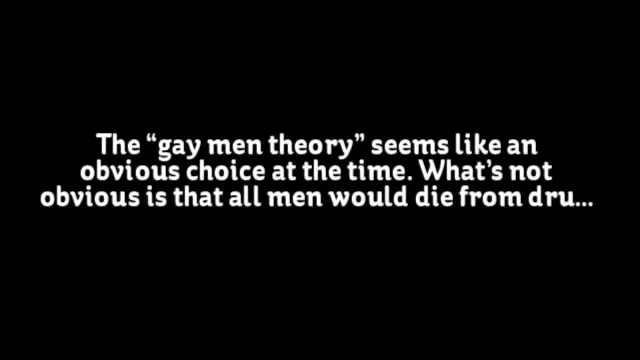 The “gay men theory” seems like an
obvious choice at the time. What’s not
obvious is that all men would die from dru...